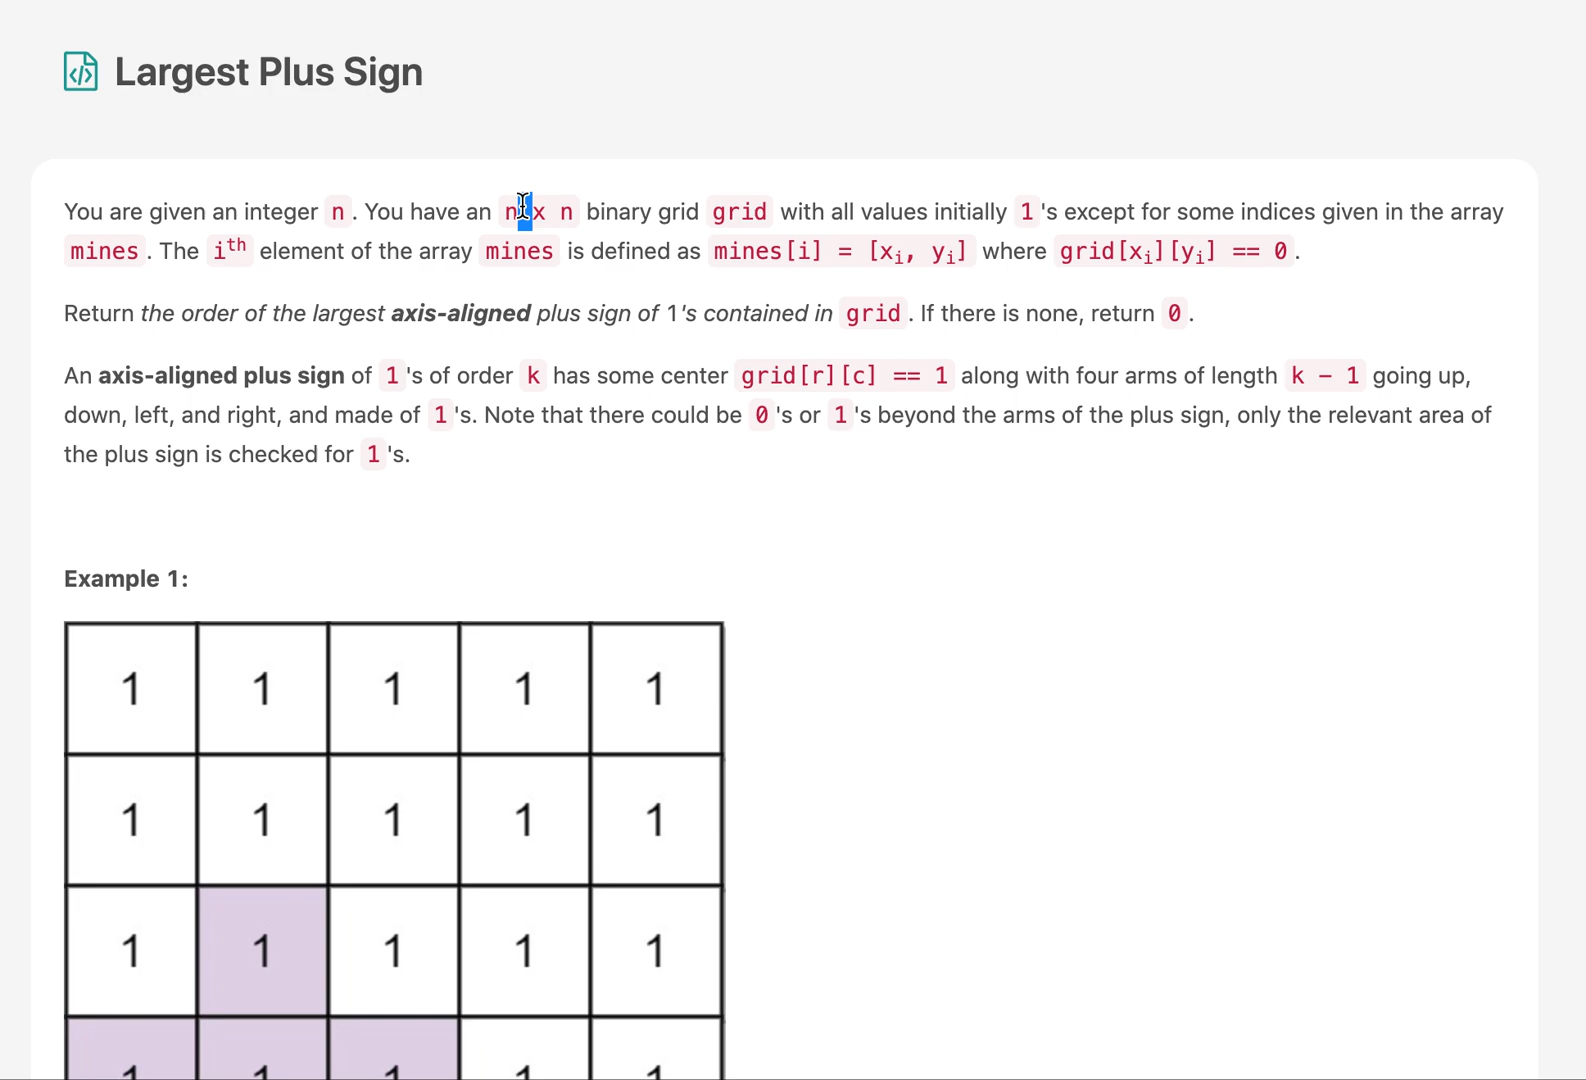 Largest Plus Sign
You are given an integer n. You have an n x n binary grid grid with all values initially 1's except for some indices given in the array
mines. The iᵗʰ element of the array mines is defined as mines[i] = [xᵢ, yᵢ] where grid[xᵢ][yᵢ] == 0.
Return the order of the largest axis-aligned plus sign of 1's contained in grid. If there is none, return 0.
An axis-aligned plus sign of 1's of order k has some center grid[r][c] == 1 along with four arms of length k - 1 going up,
down, left, and right, and made of 1's. Note that there could be 0's or 1's beyond the arms of the plus sign, only the relevant area of
the plus sign is checked for 1's.
Example 1:
1 1 1 1 1
1 1 1 1 1
1 1 1 1 1
1 1 1 1 1